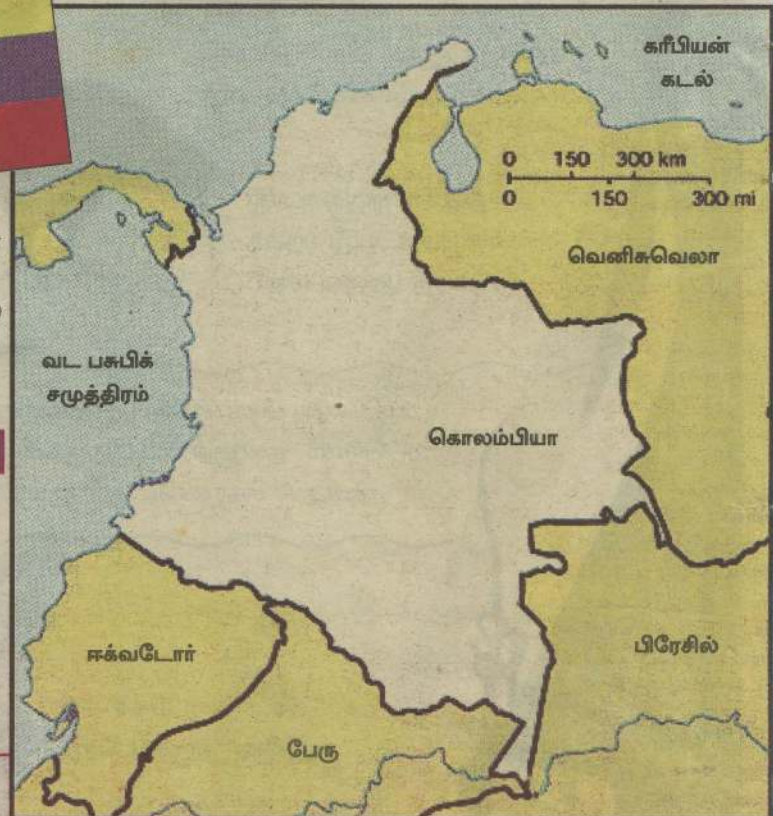 கரீபியன்
கடல்
0 150 300 km
0 150 300 mi
வெனிசுவெலா
வட பசுபிக்
சமுத்திரம்
கொலம்பியா
ஈக்வடோர்
பிரேசில்
பேரு